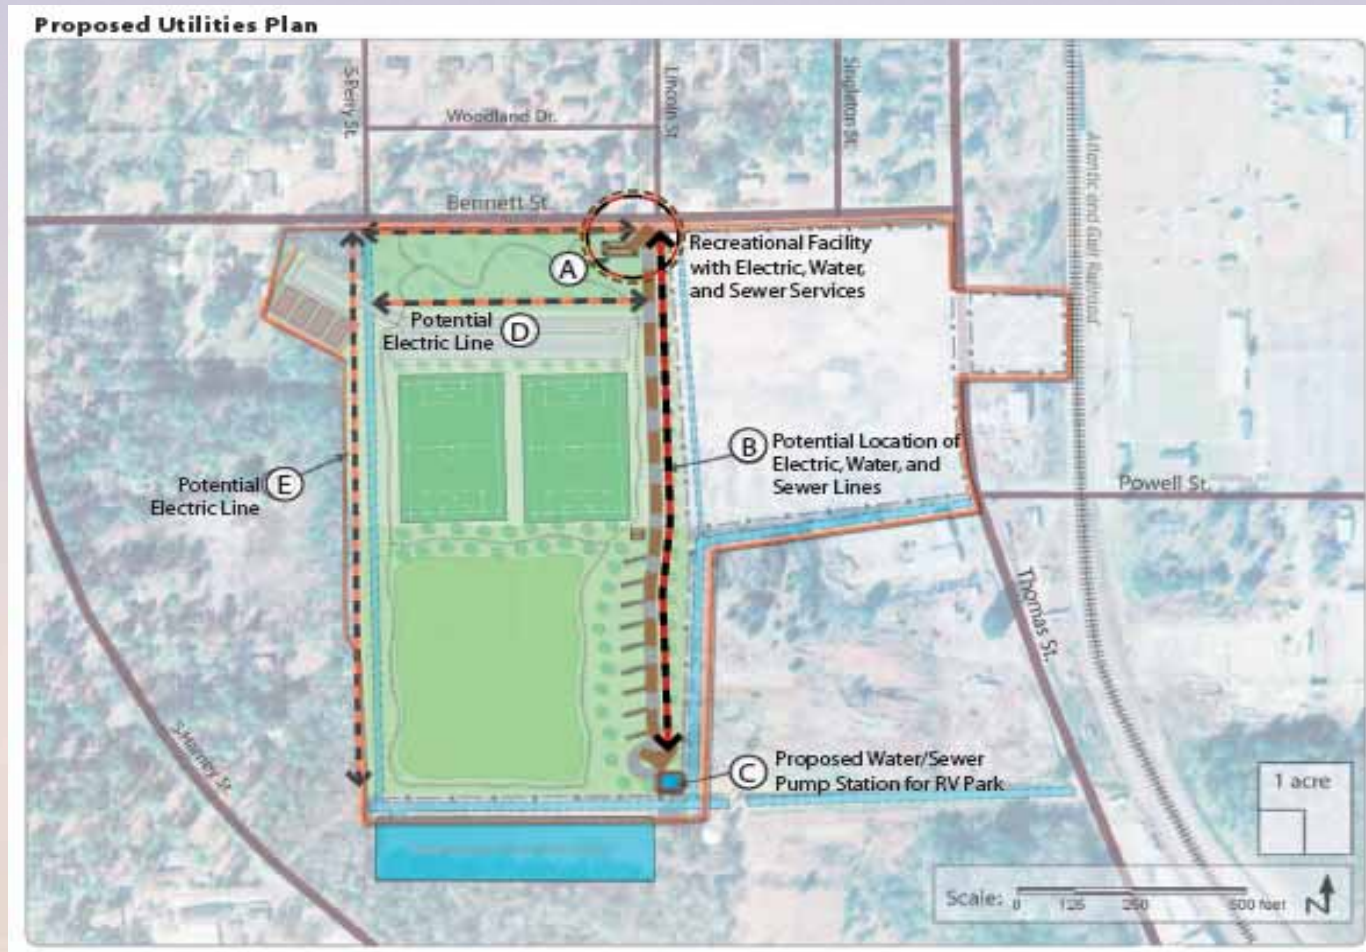 Proposed Utilities Plan
S.Perry St.
Woodland Dr.
Lincoln St
Stapleton St.
Atlantic and Gulf Railroad
Bennett St.
A
Recreational Facility
with Electric, Water,
and Sewer Services
Potential
Electric Line
D
B
Potential Location of
Electric, Water, and
Sewer Lines
Potential
Electric Line
E
Powell St.
Thomas St.
S.Hansley St.
C
Proposed Water/Sewer
Pump Station for RV Park
1 acre
Scale:
0 125 250 500 feet
N